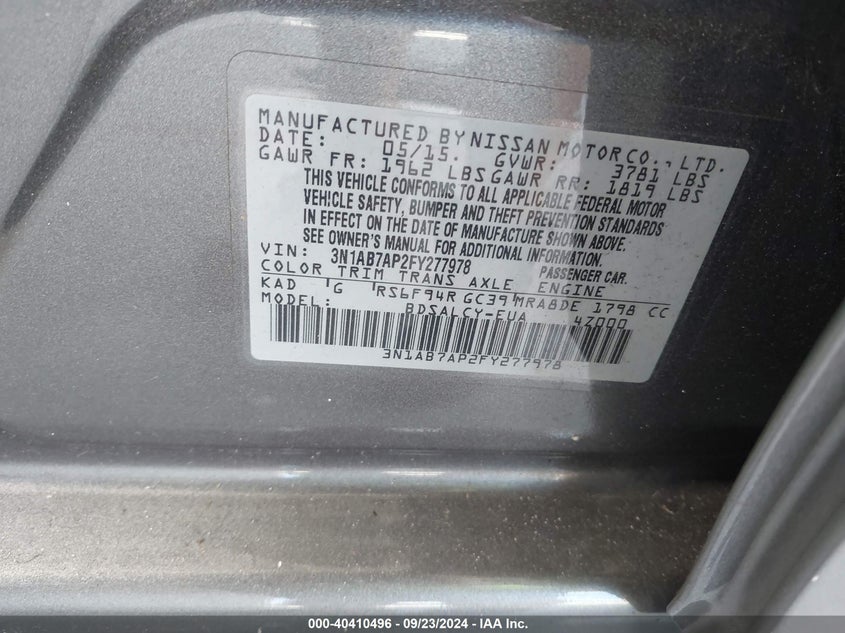 MANUFACTURED BY NISSAN MOTOR CO., LTD.
DATE: 05/15. GVWR: 3781 LBS
GAWR FR: 1962 LBS GAWR RR: 1819 LBS
THIS VEHICLE CONFORMS TO ALL APPLICABLE FEDERAL MOTOR
VEHICLE SAFETY, BUMPER AND THEFT PREVENTION STANDARDS
IN EFFECT ON THE DATE OF MANUFACTURE SHOWN ABOVE.
SEE OWNER'S MANUAL FOR ADDITIONAL INFORMATION.
VIN: 3N1AB7AP2FY277978 PASSENGER CAR.
COLOR TRIM TRANS AXLE ENGINE
KAD G RS6F94R GC39 MRA8DE 1798 CC
MODEL: BDSALCY-EUA 4Z000
3N1AB7AP2FY277978
000-40410496 - 09/23/2024 - IAA Inc.